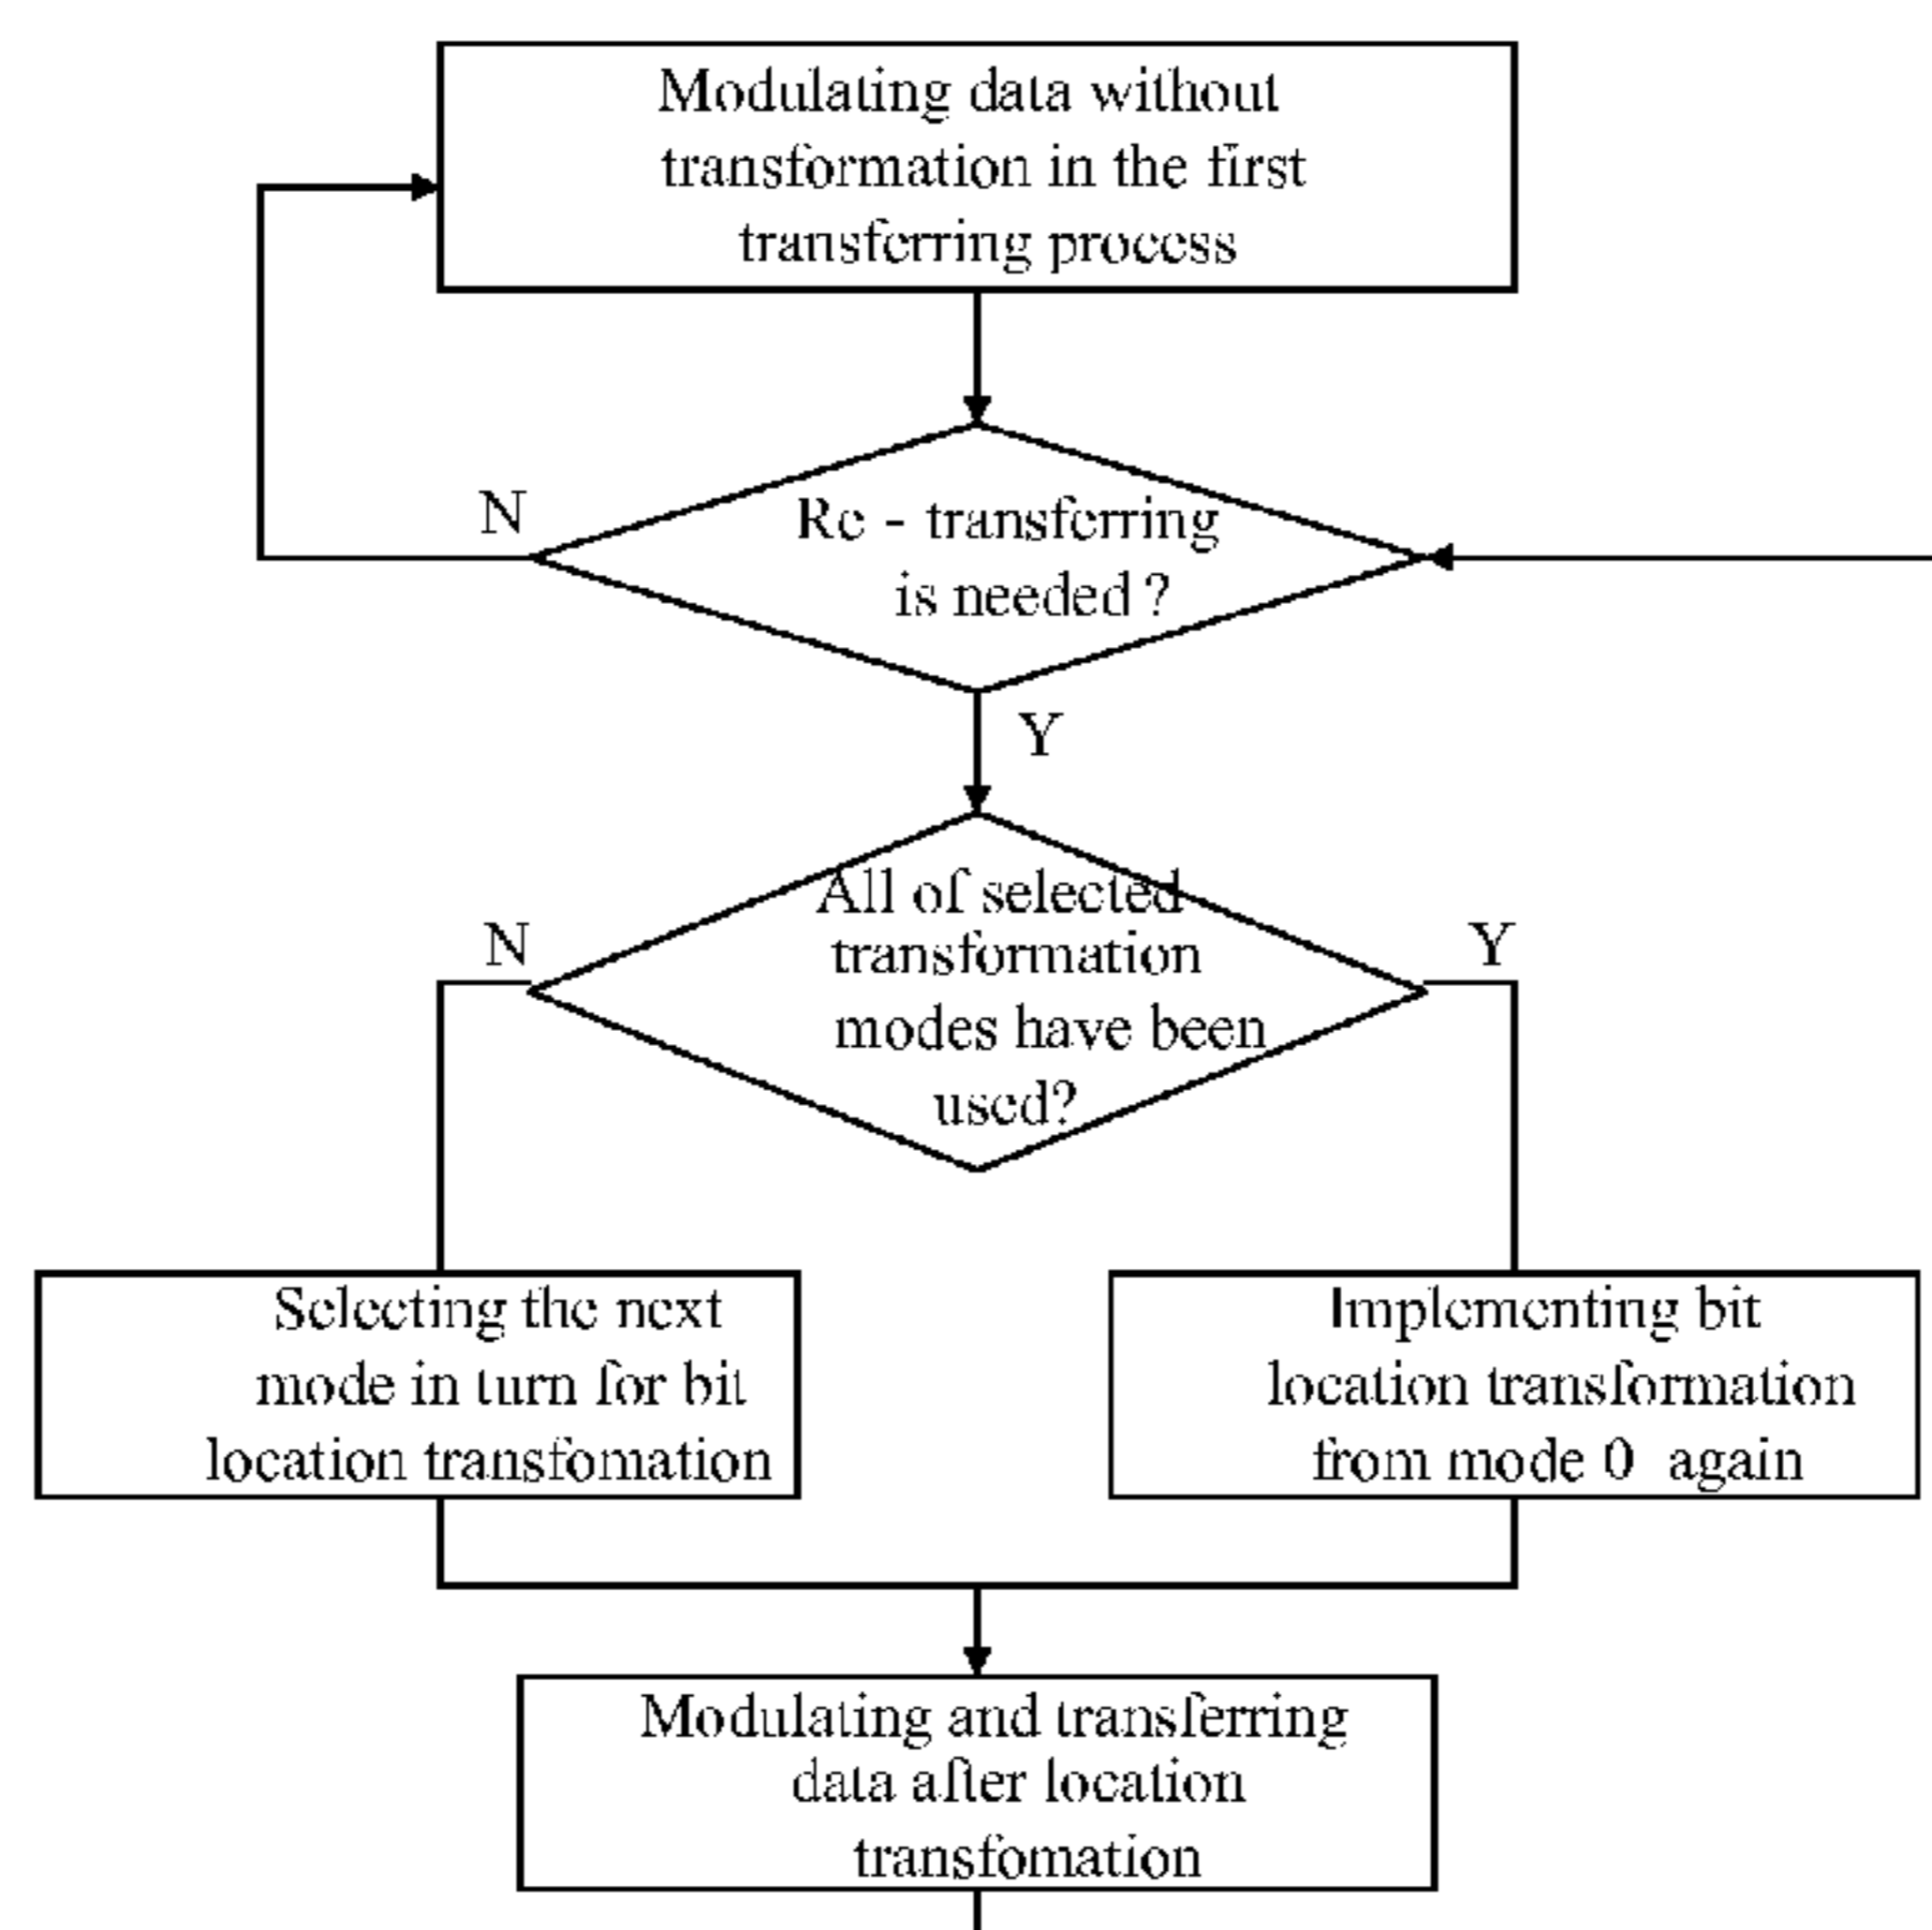 Modulating data without
transformation in the first
transferring process
N
Re - transferring
is needed ?
Y
All of selected
transformation
modes have been
used?
N
Y
Selecting the next
mode in turn for bit
location transfomation
Implementing bit
location transformation
from mode 0 again
Modulating and transferring
data after location
transfomation